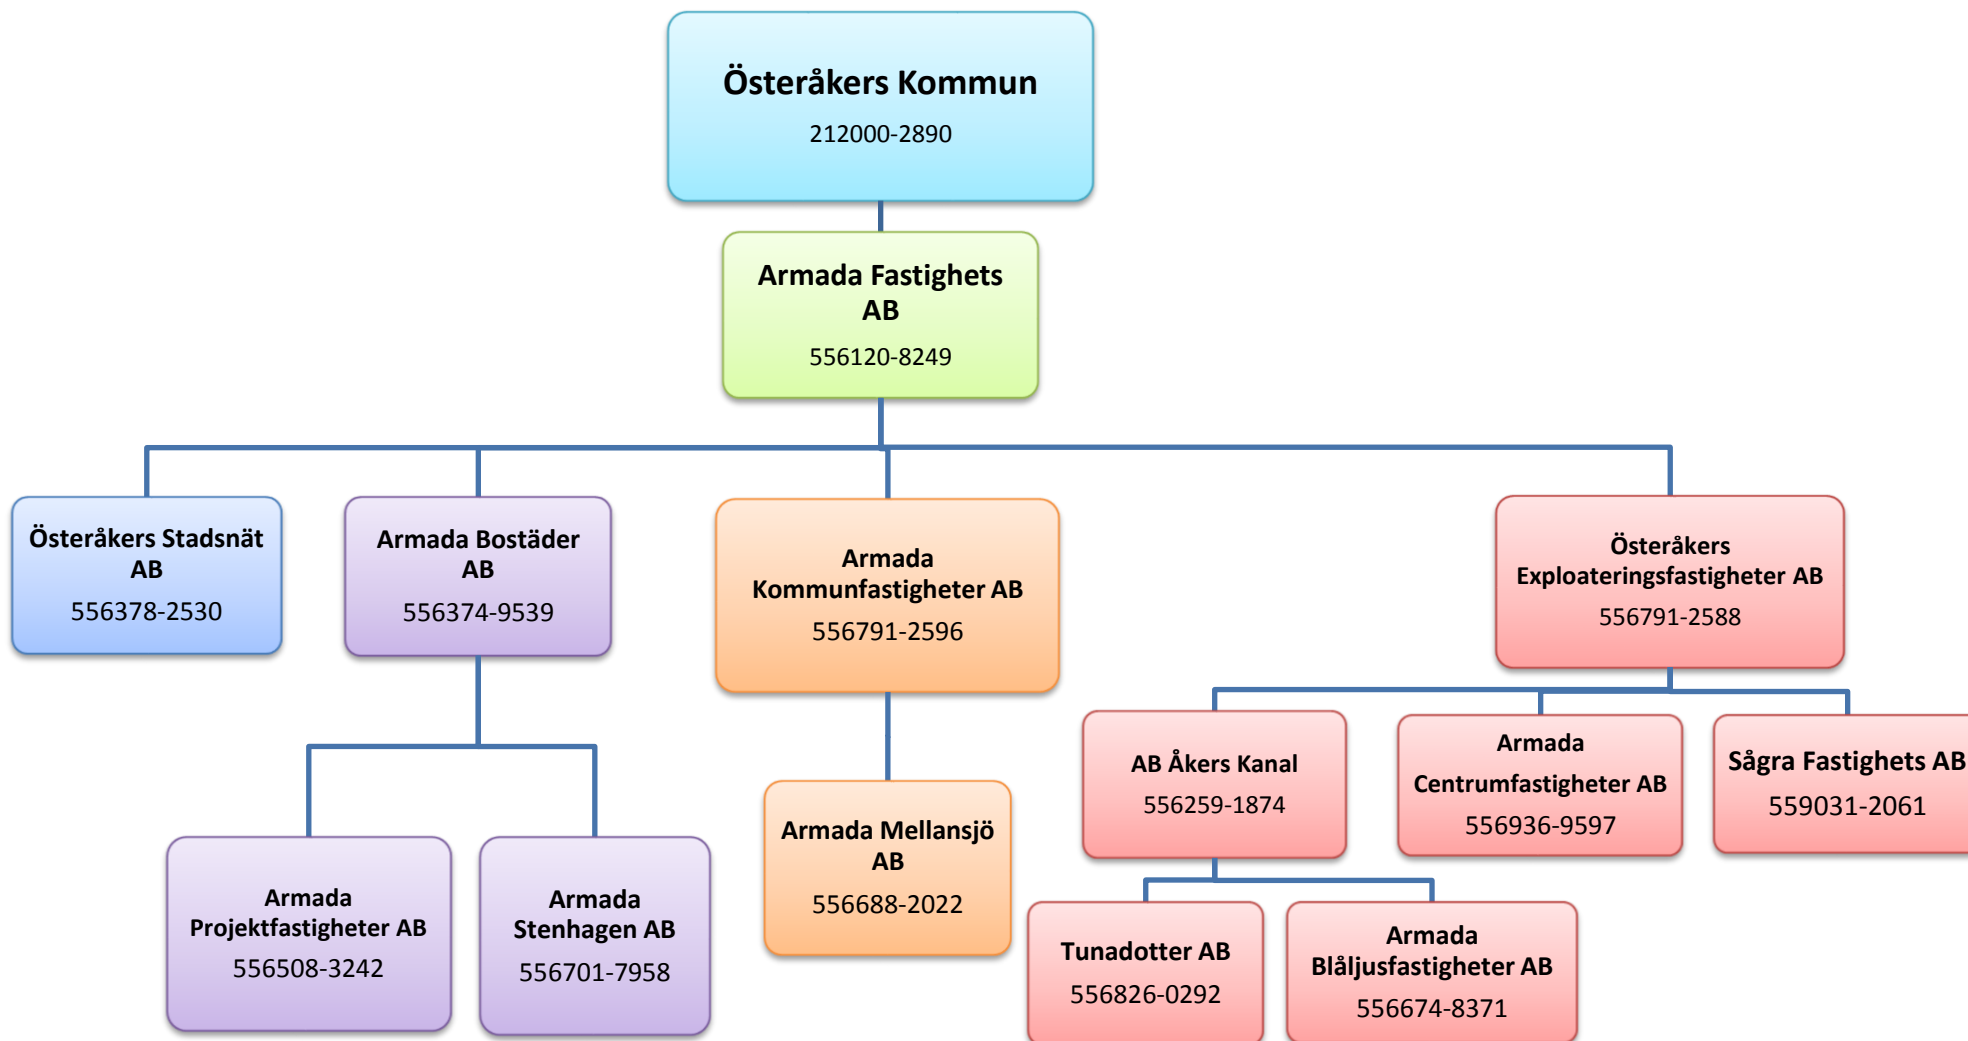 Österåkers Kommun
212000-2890
Armada Fastighets
AB
556120-8249
Österåkers Stadsnät
AB
556378-2530
Armada Bostäder
AB
556374-9539
Armada
Kommunfastigheter AB
556791-2596
Österåkers
Exploateringsfastigheter AB
556791-2588
Armada
Projektfastigheter AB
556508-3242
Armada
Stenhagen AB
556701-7958
Armada Mellansjö
AB
556688-2022
AB Åkers Kanal
556259-1874
Armada
Centrumfastigheter AB
556936-9597
Sågra Fastighets AB
559031-2061
Tunadotter AB
556826-0292
Armada
Blåljusfastigheter AB
556674-8371